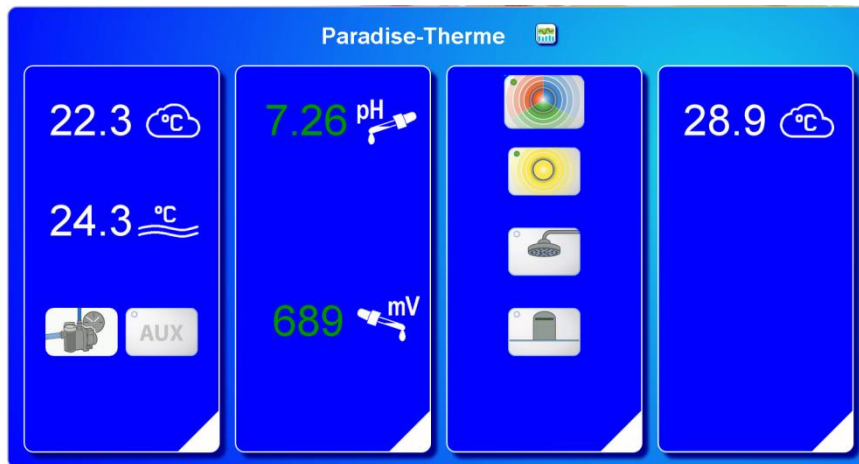 Paradise-Therme
22.3 °C
24.3 °C
AUX
7.26 pH
689 mV
28.9 °C